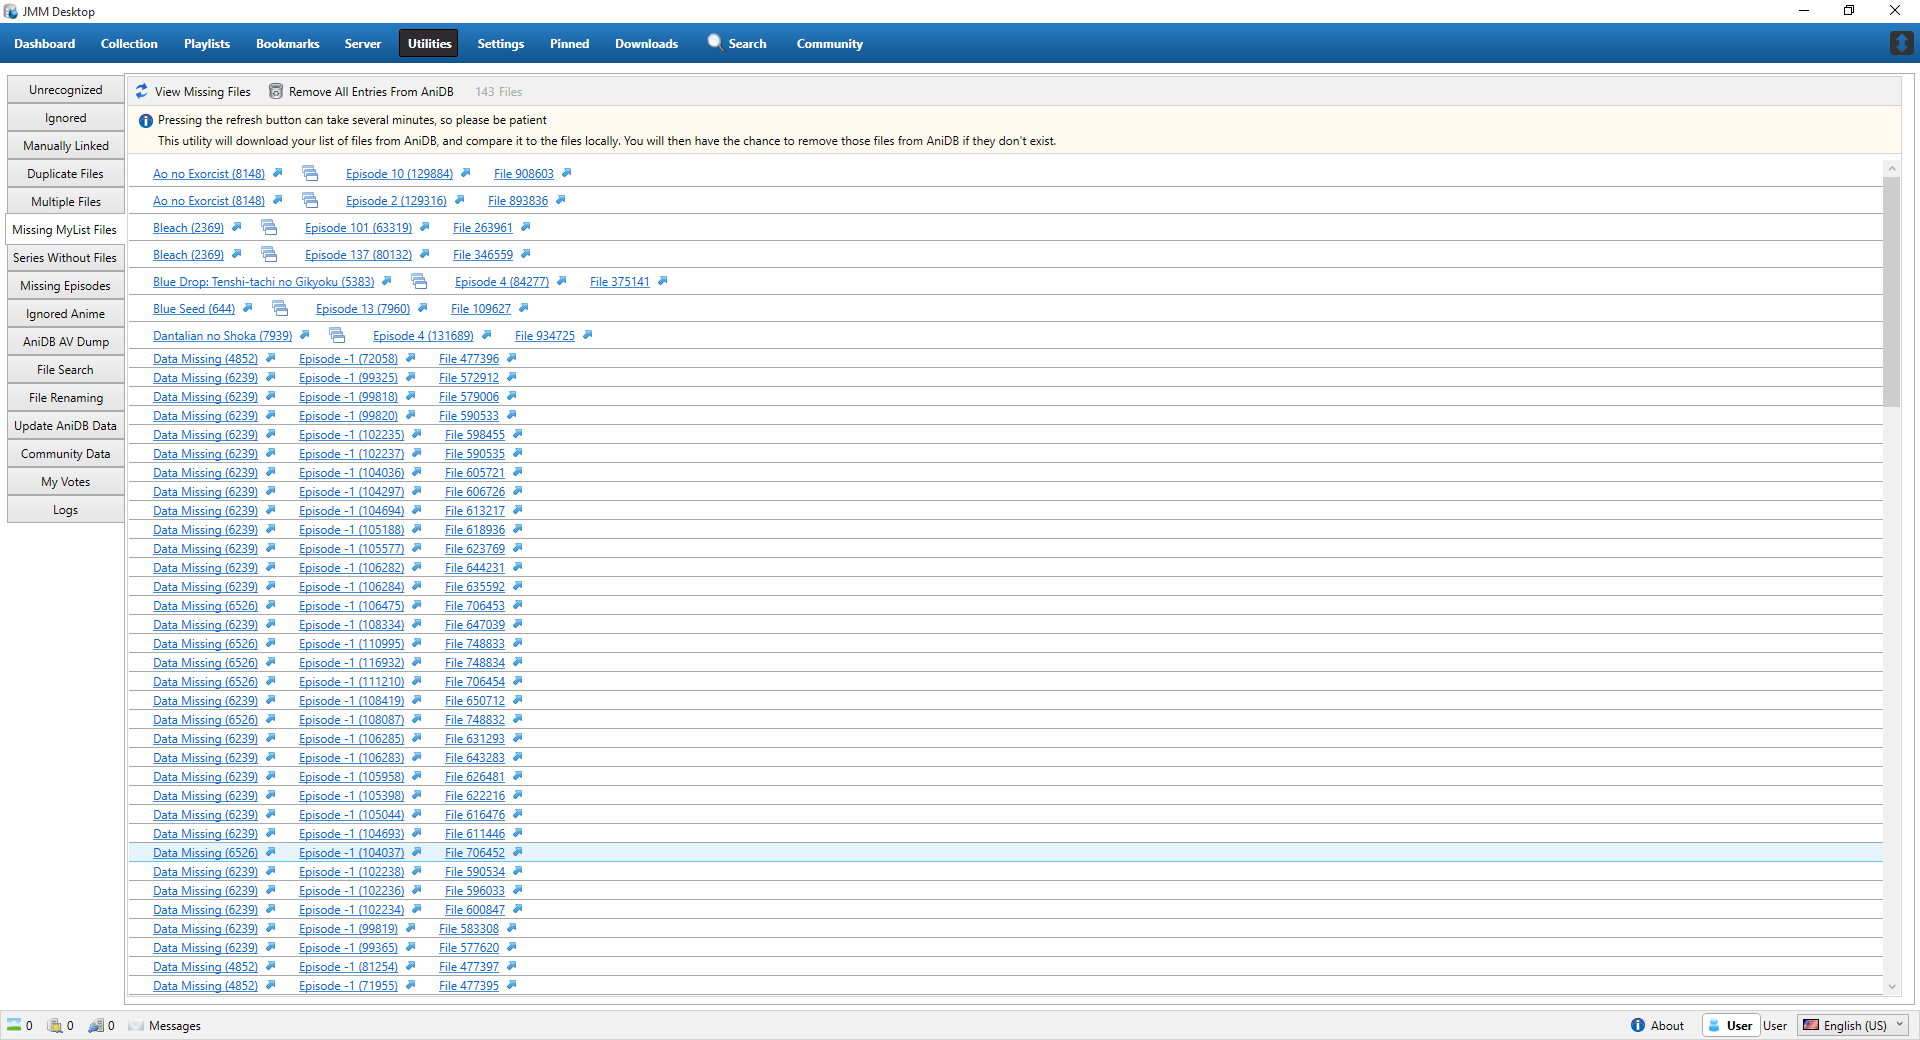 JMM Desktop
Dashboard Collection Playlists Bookmarks Server Utilities Settings Pinned Downloads Search Community
Unrecognized
Ignored
Manually Linked
Duplicate Files
Multiple Files
Missing MyList Files
Series Without Files
Missing Episodes
Ignored Anime
AniDB AV Dump
File Search
File Renaming
Update AniDB Data
Community Data
My Votes
Logs
View Missing Files Remove All Entries From AniDB 143 Files
Pressing the refresh button can take several minutes, so please be patient
This utility will download your list of files from AniDB, and compare it to the files locally. You will then have the chance to remove those files from AniDB if they don't exist.
Ao no Exorcist (8148) Episode 10 (129884) File 908603
Ao no Exorcist (8148) Episode 2 (129316) File 893836
Bleach (2369) Episode 101 (63319) File 263961
Bleach (2369) Episode 137 (80132) File 346559
Blue Drop: Tenshi-tachi no Gikyoku (5383) Episode 4 (84277) File 375141
Blue Seed (644) Episode 13 (7960) File 109627
Dantalian no Shoka (7939) Episode 4 (131689) File 934725
Data Missing (4852) Episode -1 (72058) File 477396
Data Missing (6239) Episode -1 (99325) File 572912
Data Missing (6239) Episode -1 (99818) File 579006
Data Missing (6239) Episode -1 (99820) File 590533
Data Missing (6239) Episode -1 (102235) File 598455
Data Missing (6239) Episode -1 (102237) File 590535
Data Missing (6239) Episode -1 (104036) File 605721
Data Missing (6239) Episode -1 (104297) File 606726
Data Missing (6239) Episode -1 (104694) File 613217
Data Missing (6239) Episode -1 (105188) File 618936
Data Missing (6239) Episode -1 (105577) File 623769
Data Missing (6239) Episode -1 (106282) File 644231
Data Missing (6239) Episode -1 (106284) File 635592
Data Missing (6526) Episode -1 (106475) File 706453
Data Missing (6239) Episode -1 (108334) File 647039
Data Missing (6526) Episode -1 (110995) File 748833
Data Missing (6526) Episode -1 (116932) File 748834
Data Missing (6526) Episode -1 (111210) File 706454
Data Missing (6239) Episode -1 (108419) File 650712
Data Missing (6526) Episode -1 (108087) File 748832
Data Missing (6239) Episode -1 (106285) File 631293
Data Missing (6239) Episode -1 (106283) File 643283
Data Missing (6239) Episode -1 (105958) File 626481
Data Missing (6239) Episode -1 (105398) File 622216
Data Missing (6239) Episode -1 (105044) File 616476
Data Missing (6239) Episode -1 (104693) File 611446
Data Missing (6526) Episode -1 (104037) File 706452
Data Missing (6239) Episode -1 (102238) File 590534
Data Missing (6239) Episode -1 (102236) File 596033
Data Missing (6239) Episode -1 (102234) File 600847
Data Missing (6239) Episode -1 (99819) File 583308
Data Missing (6239) Episode -1 (99365) File 577620
Data Missing (4852) Episode -1 (81254) File 477397
Data Missing (4852) Episode -1 (71955) File 477395
0 0 0 Messages About User User English (US)